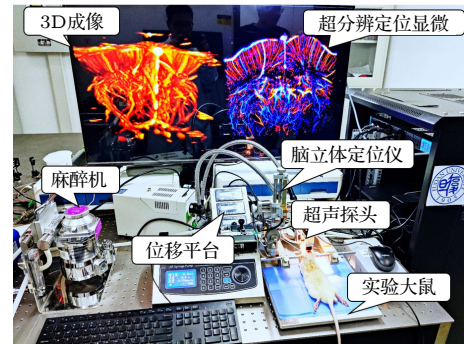 3D成像
超分辨定位显微
脑立体定位仪
麻醉机
超声探头
位移平台
实验大鼠